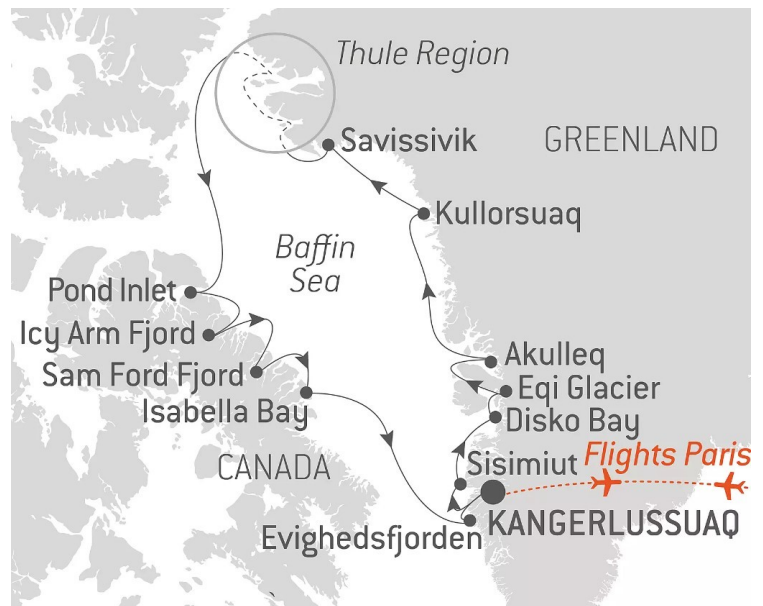 Thule Region
Savissivik
GREENLAND
Kullorsuaq
Baffin
Sea
Pond Inlet
Icy Arm Fjord
Sam Ford Fjord
Isabella Bay
Akulleq
Eqi Glacier
Disko Bay
CANADA
Sisimiut
Flights Paris
KANGERLUSSUAQ
Evighedsfjorden